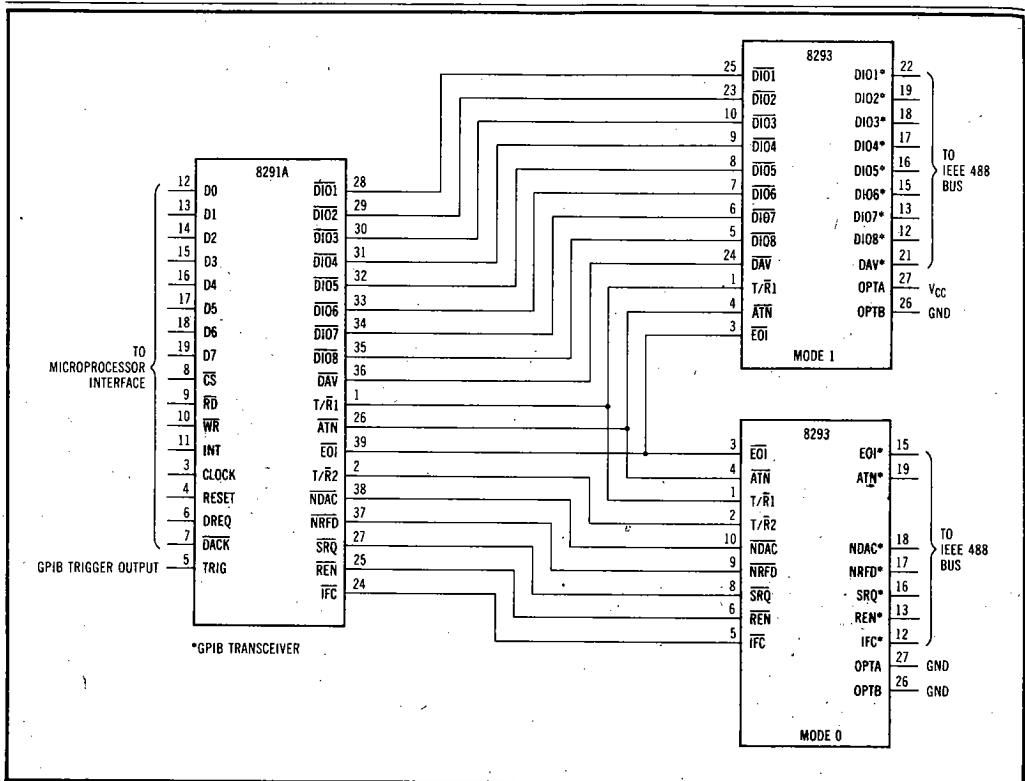 8291A
TO
MICROPROCESSOR
INTERFACE
12 D0
13 D1
14 D2
15 D3
16 D4
17 D5
18 D6
19 D7
8 CS
9 RD
10 WR
11 INT
3 CLOCK
4 RESET
6 DREQ
7 DACK
GPIB TRIGGER OUTPUT 5 TRIG
DIO1 28
DIO2 29
DIO3 30
DIO4 31
DIO5 32
DIO6 33
DIO7 34
DIO8 35
DAV 36
T/R1 1
ATN 26
EOI 39
T/R2 2
NDAC 38
NRFD 37
SRQ 27
REN 25
IFC 24
*GPIB TRANSCEIVER
8293
25 DIO1
23 DIO2
10 DIO3
9 DIO4
8 DIO5
7 DIO6
6 DIO7
5 DIO8
24 DAV
1 T/R1
4 ATN
3 EOI
DIO1* 22
DIO2* 19
DIO3* 18
DIO4* 17
DIO5* 16
DIO6* 15
DIO7* 13
DIO8* 12
DAV* 21
OPTA 27 VCC
OPTB 26 GND
TO
IEEE 488
BUS
MODE 1
8293
3 EOI
4 ATN
1 T/R1
2 T/R2
10 NDAC
9 NRFD
8 SRQ
6 REN
5 IFC
EOI* 15
ATN* 19
NDAC* 18
NRFD* 17
SRQ* 16
REN* 13
IFC* 12
OPTA 27 GND
OPTB 26 GND
TO
IEEE 488
BUS
MODE 0